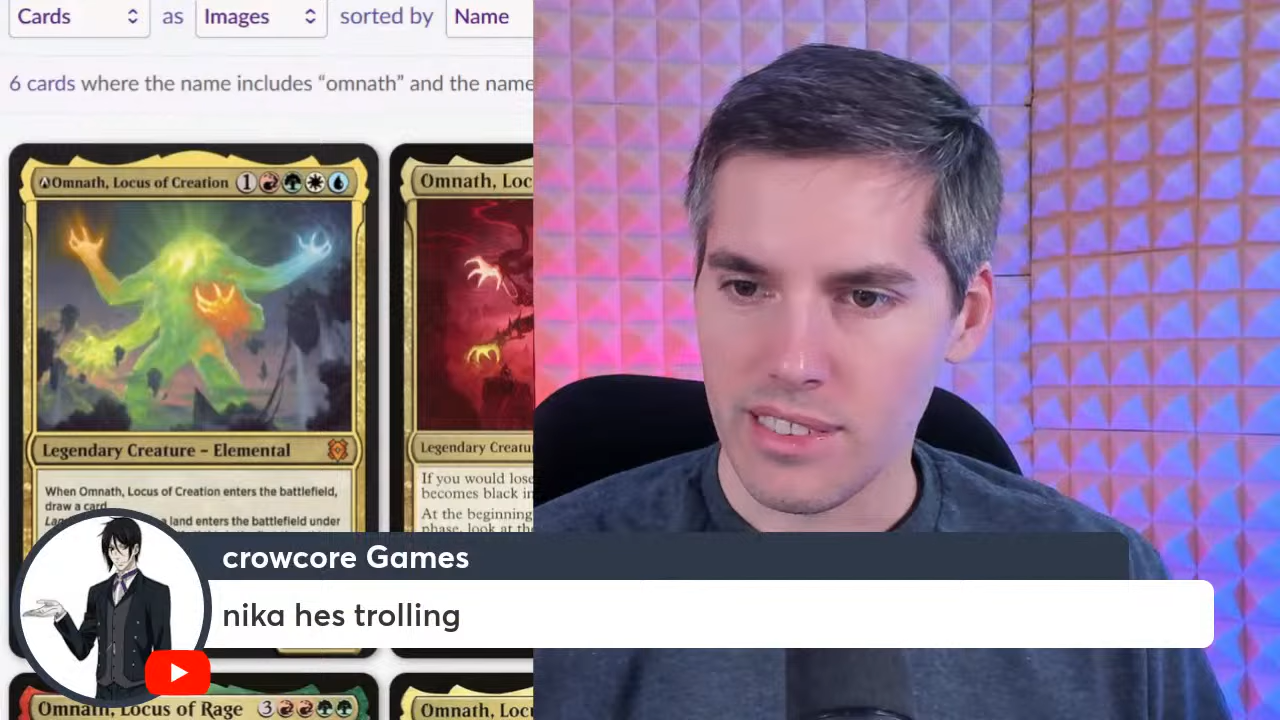 Cards as Images sorted by Name
6 cards where the name includes “omnath” and the name
Omnath, Locus of Creation 1
Omnath, Loc
Legendary Creature – Elemental
Legendary Creatu
When Omnath, Locus of Creation enters the battlefield,
draw a card.
a land enters the battlefield under
If you would lose
becomes black in
At the beginning
phase, look at the
crowcore Games
nika hes trolling
Omnath, Locus of Rage 3
Omnath, Locu